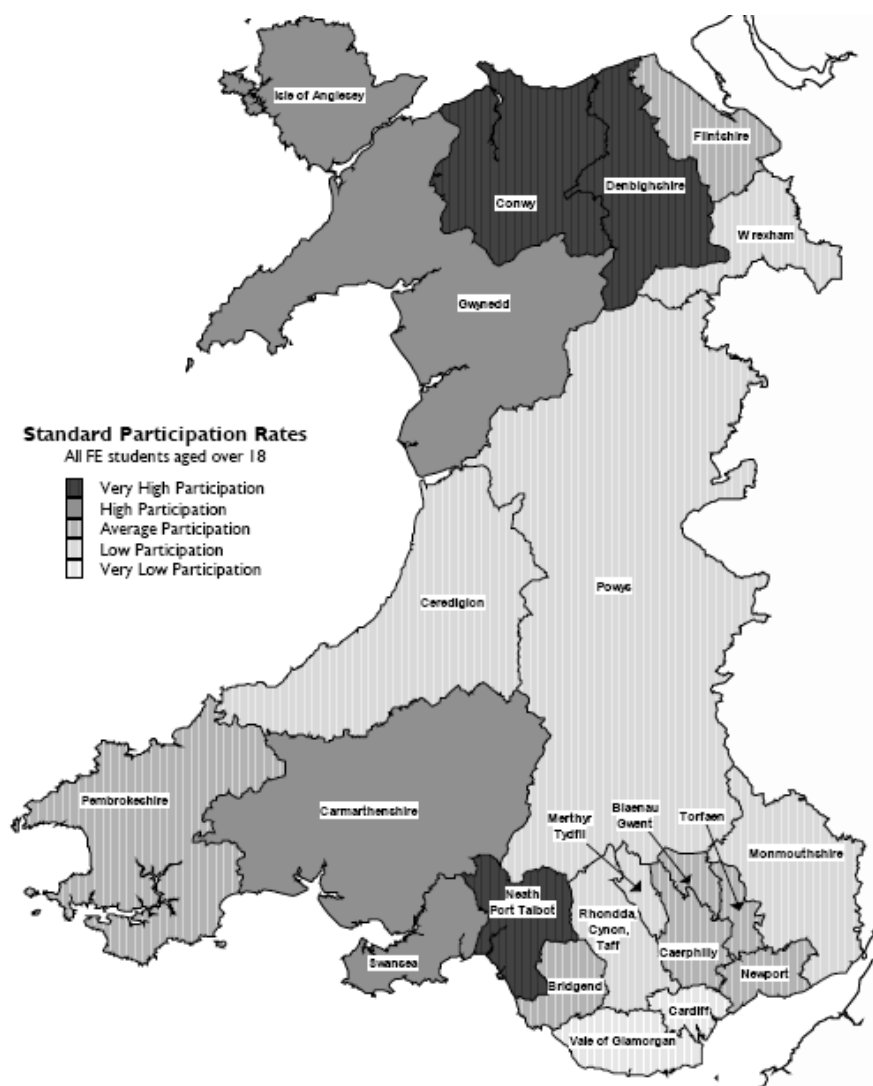 Isle of Anglesey
Flintshire
Conwy
Denbighshire
Wrexham
Gwynedd
Standard Participation Rates
All FE students aged over 18
Very High Participation
High Participation
Average Participation
Low Participation
Very Low Participation
Ceredigion
Powys
Pembrokeshire
Carmarthenshire
Merthyr
Tydfil
Blaenau
Gwent
Torfaen
Monmouthshire
Neath
Port Talbot
Rhondda,
Cynon,
Taff
Caerphilly
Swansea
Bridgend
Newport
Cardiff
Vale of Glamorgan